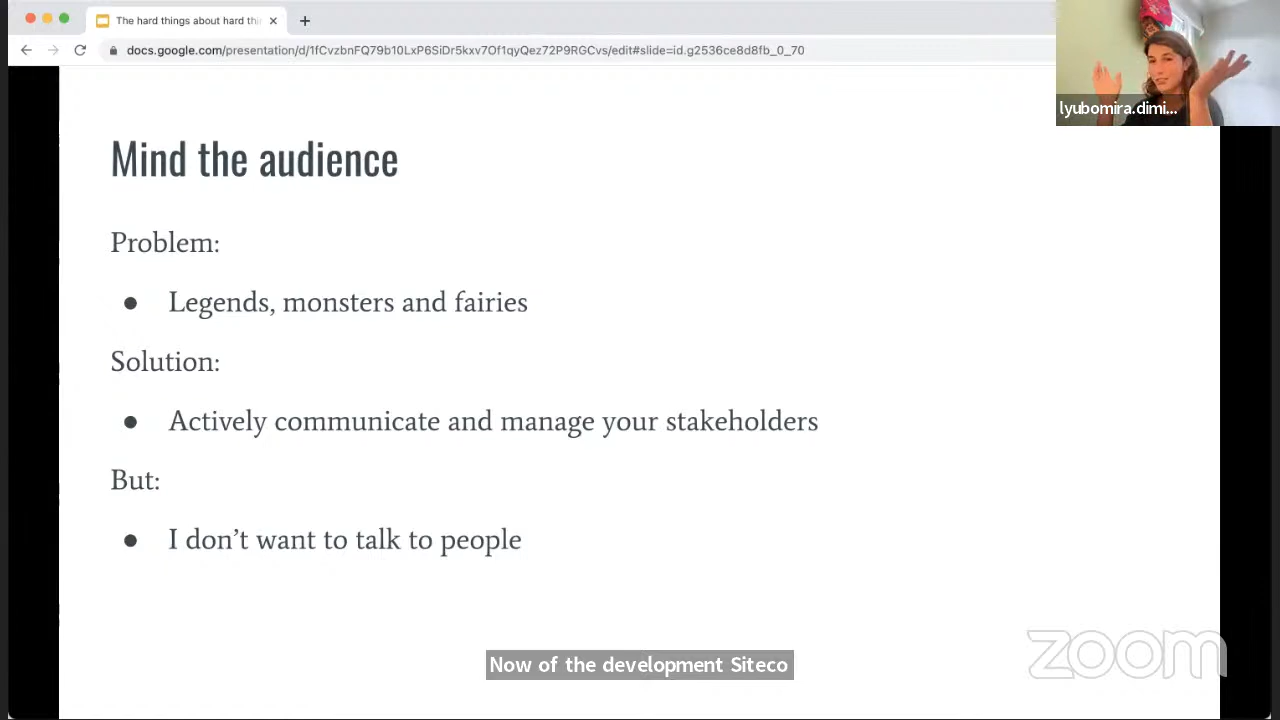 The hard things about hard thi
docs.google.com/presentation/d/1fCvzbnFQ79b10LxP6SiDr5kxv7Of1qyQez72P9RGCvs/edit#slide=id.g2536ce8d8fb_0_70
lyubomira.dimi...
Mind the audience
Problem:
● Legends, monsters and fairies
Solution:
● Actively communicate and manage your stakeholders
But:
● I don’t want to talk to people
Now of the development Siteco
zoom